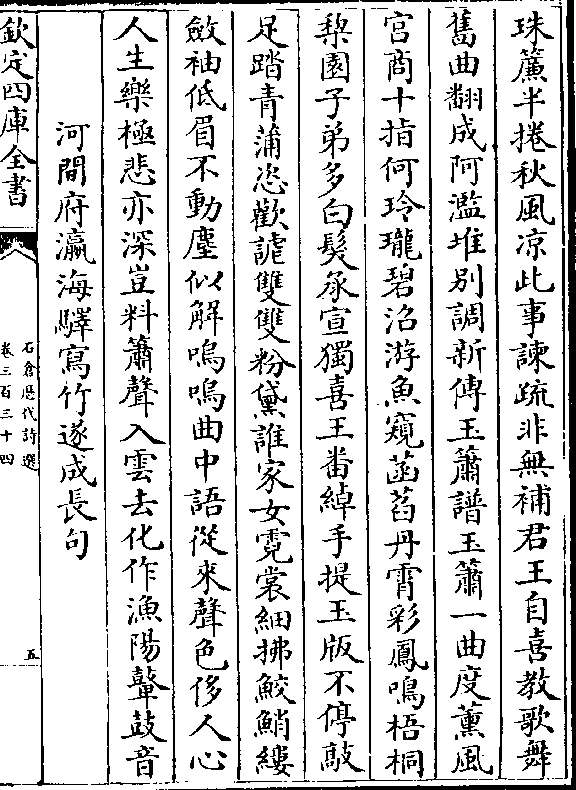 珠簾半捲秋風凉此事諫疏非無補君王自喜教歌舞
舊曲翻成阿濫堆别調新傳玉簫譜玉簫一曲度薰風
宫商十指何玲瓏碧沼游魚窺菡萏丹霄彩鳳鳴梧桐
梨園子弟多白髮承宣獨喜王番綽手提玉版不停敲
足踏青蒲恣歡謔雙雙粉黛誰家女霓裳細拂鮫鮹縷
斂袖低眉不動塵似解嗚嗚曲中語從來聲色侈人心
人生樂極悲亦深豈料簫聲入雲去化作漁陽鼙鼓音
河間府瀛海驛寫竹遂成長句
欽定四庫全書
石倉歷代詩選
卷三百三十四
五